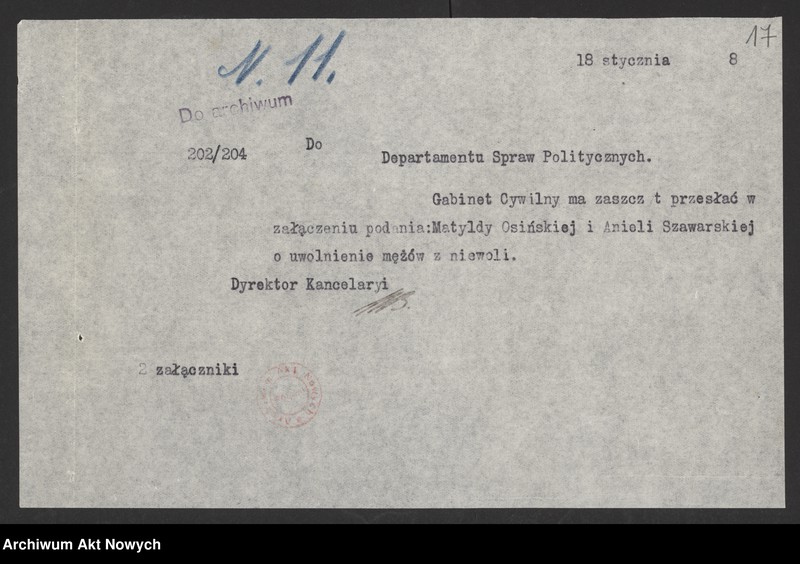 17
N. 11.
18 stycznia 8
Do archiwum
202/204
Do
Departamentu Spraw Politycznych.
Gabinet Cywilny ma zaszcz t przesłać w
załączeniu podania:Matyldy Osińskiej i Anieli Szawarskiej
o uwolnienie mężów z niewoli.
Dyrektor Kancelaryi
2 załączniki
Archiwum Akt Nowych